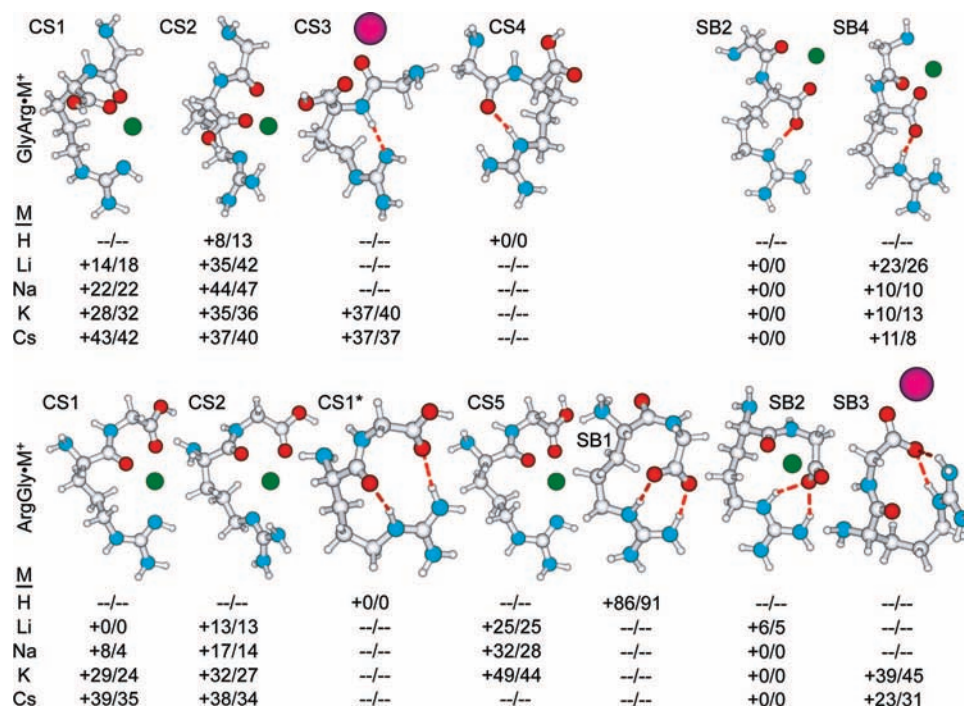 CS1 CS2 CS3 CS4 SB2 SB4
GlyArg•M⁺
M
H --/-- +8/13 --/-- +0/0 --/-- --/--
Li +14/18 +35/42 --/-- --/-- +0/0 +23/26
Na +22/22 +44/47 --/-- --/-- +0/0 +10/10
K +28/32 +35/36 +37/40 --/-- +0/0 +10/13
Cs +43/42 +37/40 +37/37 --/-- +0/0 +11/8
CS1 CS2 CS1* CS5 SB1 SB2 SB3
ArgGly•M⁺
M
H --/-- --/-- +0/0 --/-- +86/91 --/-- --/--
Li +0/0 +13/13 --/-- +25/25 --/-- +6/5 --/--
Na +8/4 +17/14 --/-- +32/28 --/-- +0/0 --/--
K +29/24 +32/27 --/-- +49/44 --/-- +0/0 +39/45
Cs +39/35 +38/34 --/-- --/-- --/-- +0/0 +23/31